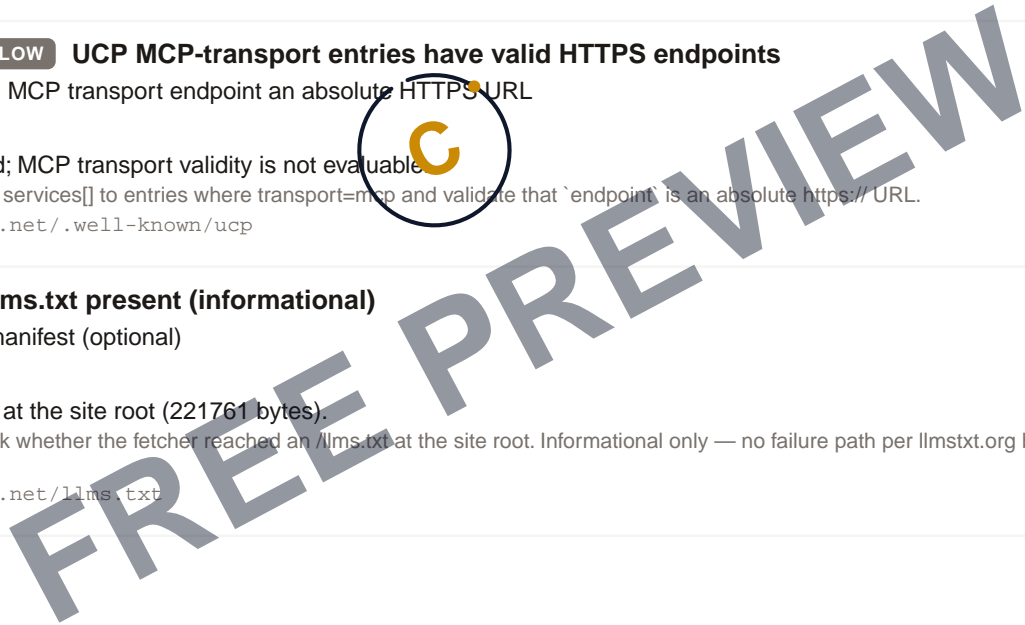 LOW UCP MCP-transport entries have valid HTTPS endpoints
MCP transport endpoint an absolute HTTPS URL
C
d; MCP transport validity is not evaluable.
services[] to entries where transport=mcp and validate that `endpoint` is an absolute https:// URL.
.net/.well-known/ucp
FREE PREVIEW
ms.txt present (informational)
manifest (optional)
at the site root (221761 bytes).
k whether the fetcher reached an /llms.txt at the site root. Informational only — no failure path per llmstxt.org
.net/llms.txt